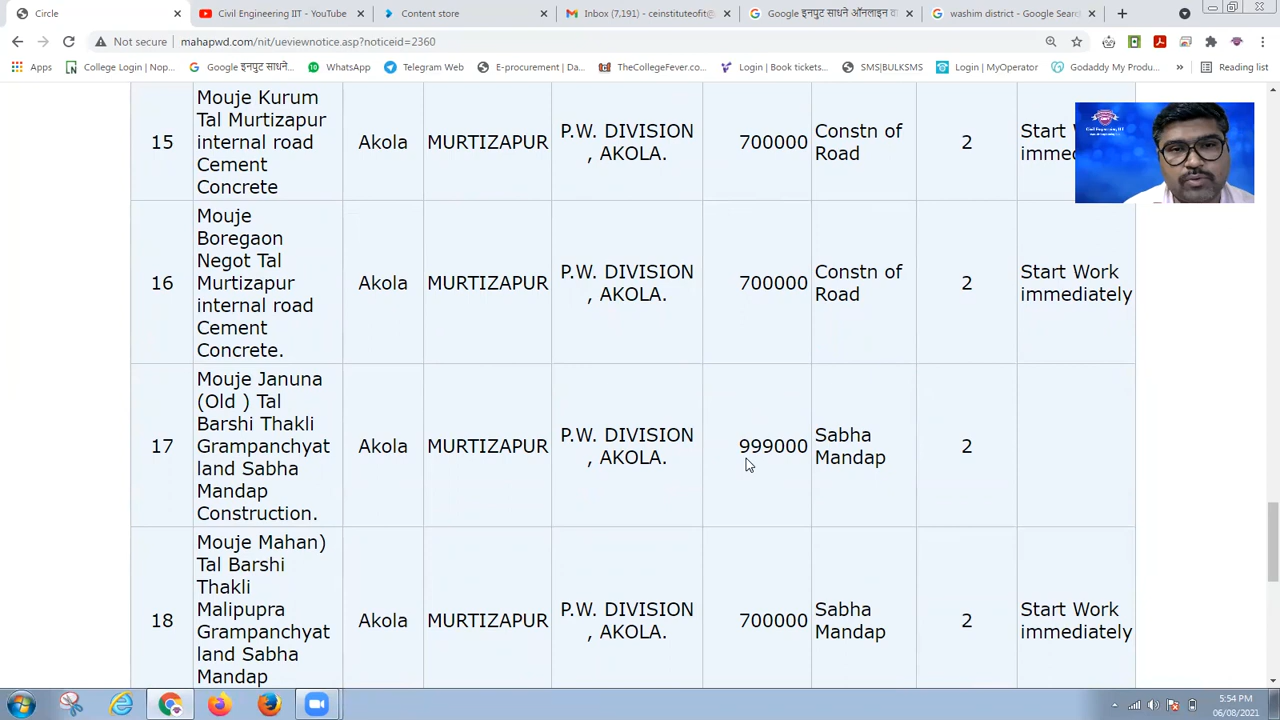 Circle
Civil Engineering IIT - YouTube
Content store
Inbox (7,191) - ceinstituteofit@
Google इनपुट साधने ऑनलाइन व
washim district - Google Search
Not secure
mahapwd.com/nit/ueviewnotice.asp?noticeid=2360
Apps
College Login | Nop...
Google इनपुट साधने...
WhatsApp
Telegram Web
E-procurement | Da...
TheCollegeFever.co...
Login | Book tickets...
SMS|BULKSMS
Login | MyOperator
Godaddy My Produ...
»
Reading list
15
Mouje Kurum
Tal Murtizapur
internal road
Cement
Concrete
Akola
MURTIZAPUR
P.W. DIVISION
, AKOLA.
700000
Constn of
Road
2
Start
immediately
16
Mouje
Boregaon
Negot Tal
Murtizapur
internal road
Cement
Concrete.
Akola
MURTIZAPUR
P.W. DIVISION
, AKOLA.
700000
Constn of
Road
2
Start Work
immediately
17
Mouje Januna
(Old ) Tal
Barshi Thakli
Grampanchyat
land Sabha
Mandap
Construction.
Akola
MURTIZAPUR
P.W. DIVISION
, AKOLA.
999000
Sabha
Mandap
2
18
Mouje Mahan)
Tal Barshi
Thakli
Malipupra
Grampanchyat
land Sabha
Mandap
Akola
MURTIZAPUR
P.W. DIVISION
, AKOLA.
700000
Sabha
Mandap
2
Start Work
immediately
5:54 PM
06/08/2021